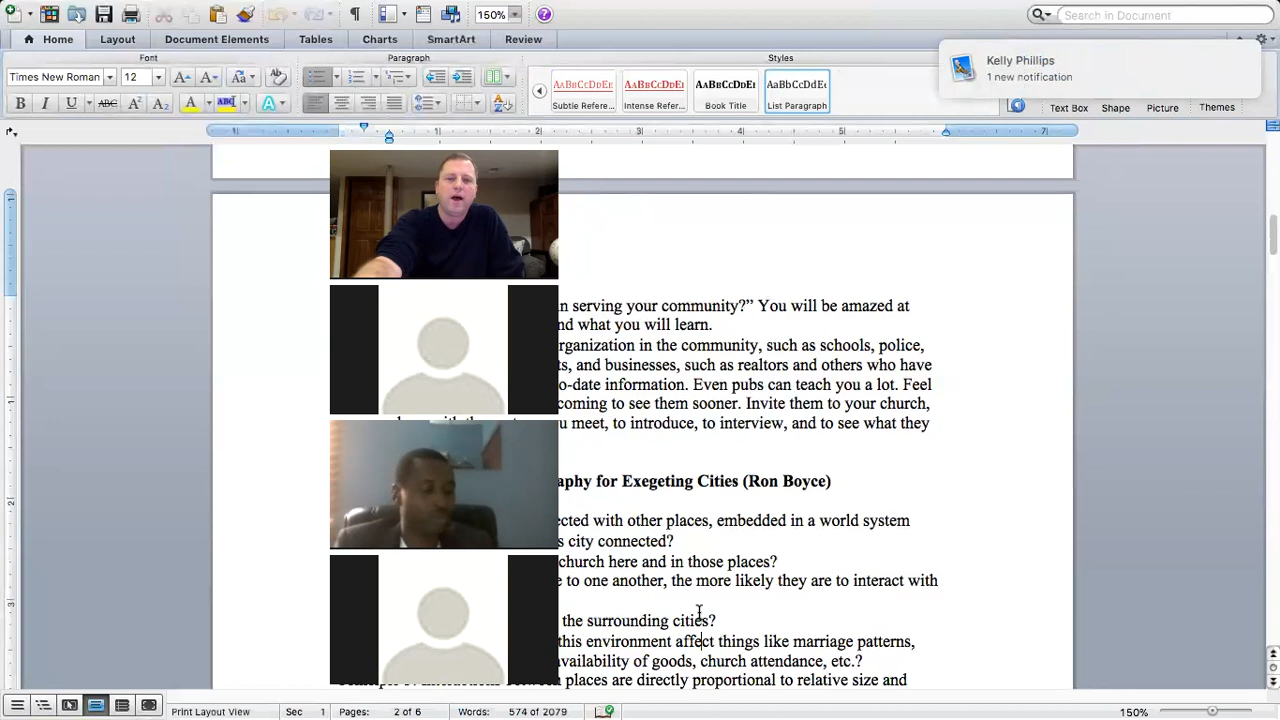 150%
Search in Document
Home Layout Document Elements Tables Charts SmartArt Review
Kelly Phillips
1 new notification
Font Paragraph Styles
Times New Roman 12
Subtle Refere... Intense Refer... Book Title List Paragraph
Text Box Shape Picture Themes
in serving your community?” You will be amazed at
nd what you will learn.
rganization in the community, such as schools, police,
ts, and businesses, such as realtors and others who have
o-date information. Even pubs can teach you a lot. Feel
coming to see them sooner. Invite them to your church,
u meet, to introduce, to interview, and to see what they
aphy for Exegeting Cities (Ron Boyce)
ected with other places, embedded in a world system
s city connected?
church here and in those places?
e to one another, the more likely they are to interact with
the surrounding cities?
this environment affect things like marriage patterns,
vailability of goods, church attendance, etc.?
places are directly proportional to relative size and
Print Layout View Sec 1 Pages: 2 of 6 Words: 574 of 2079 150%